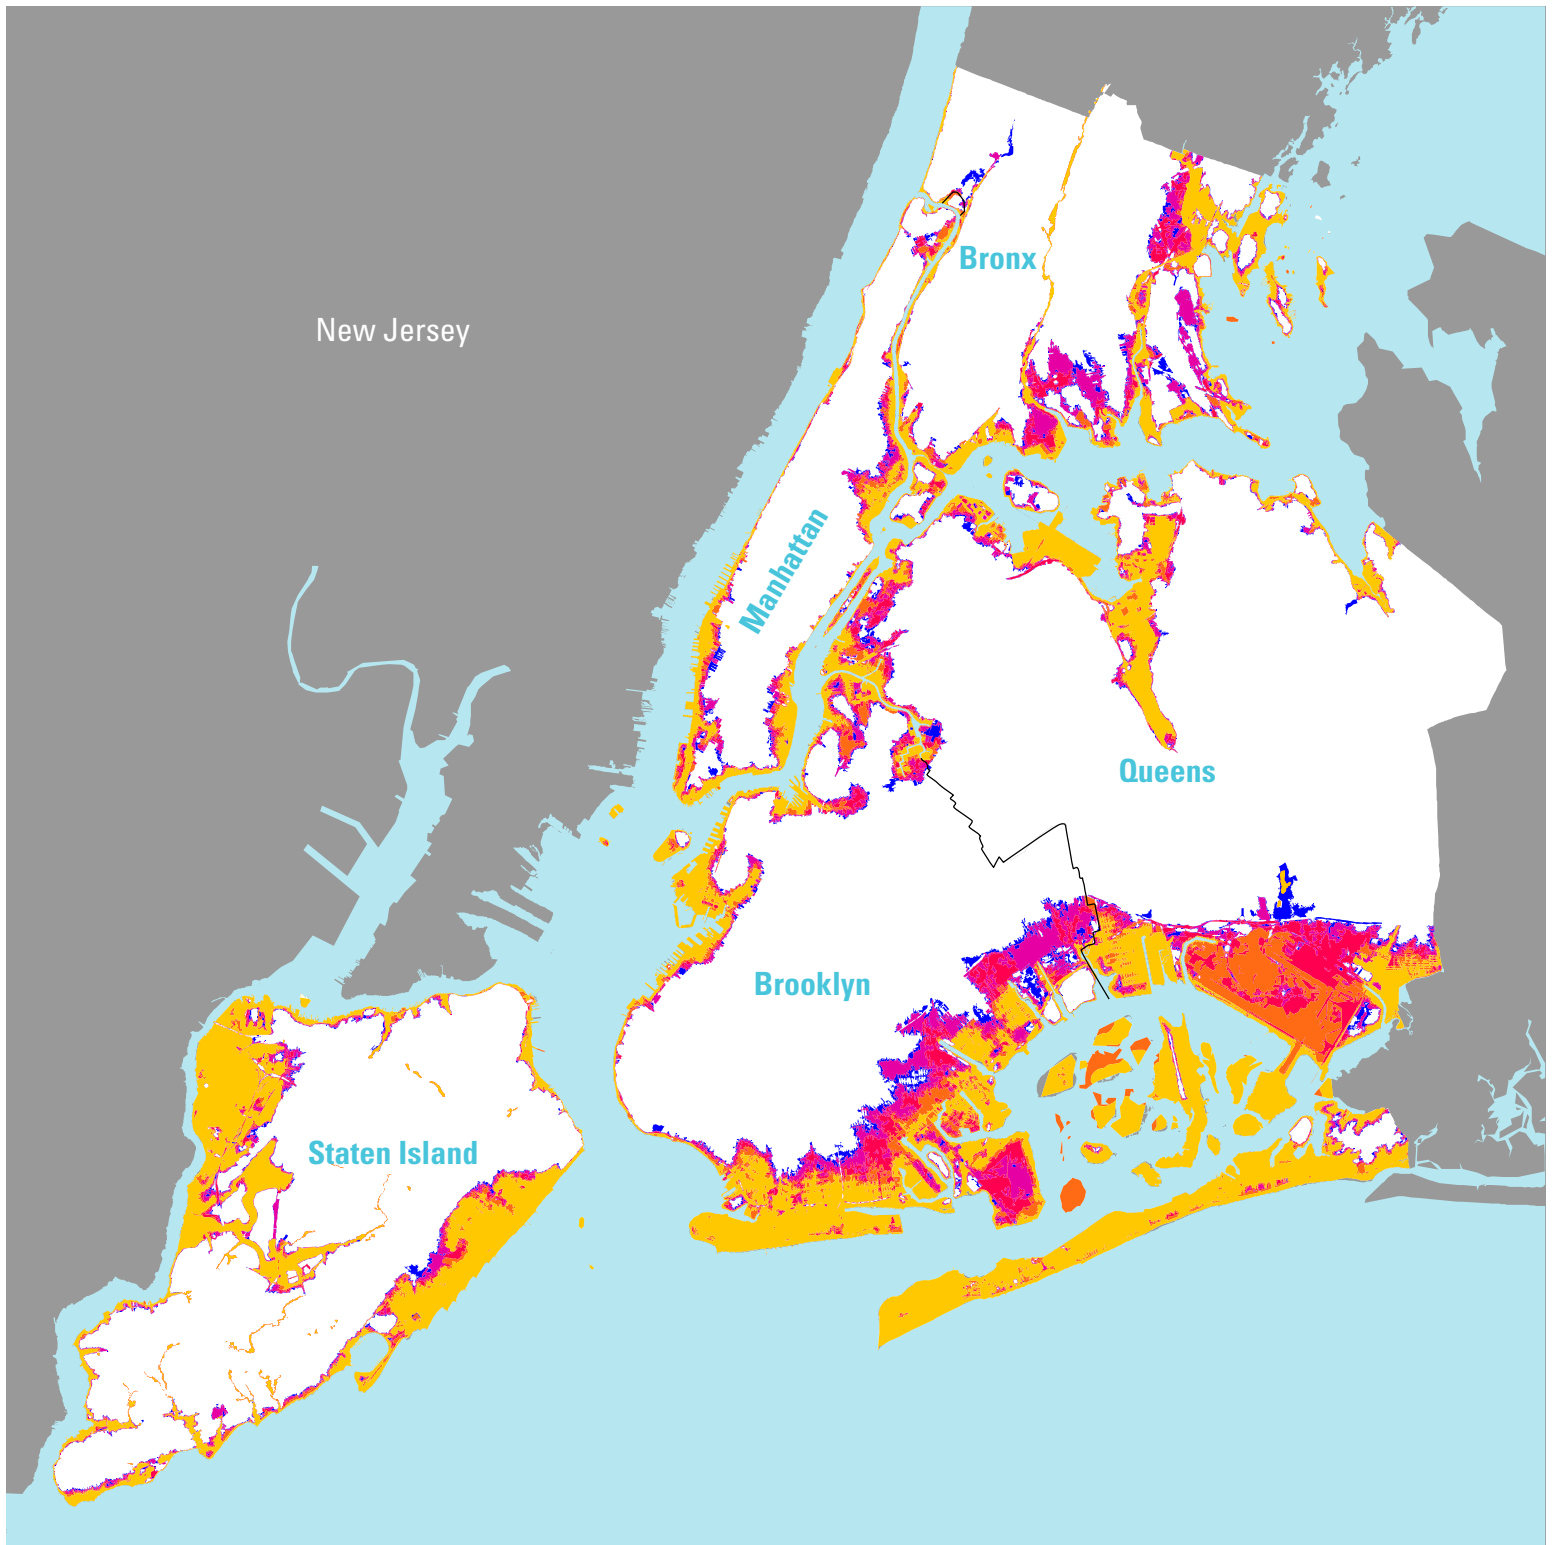 Bronx
New Jersey
Manhattan
Queens
Brooklyn
Staten Island